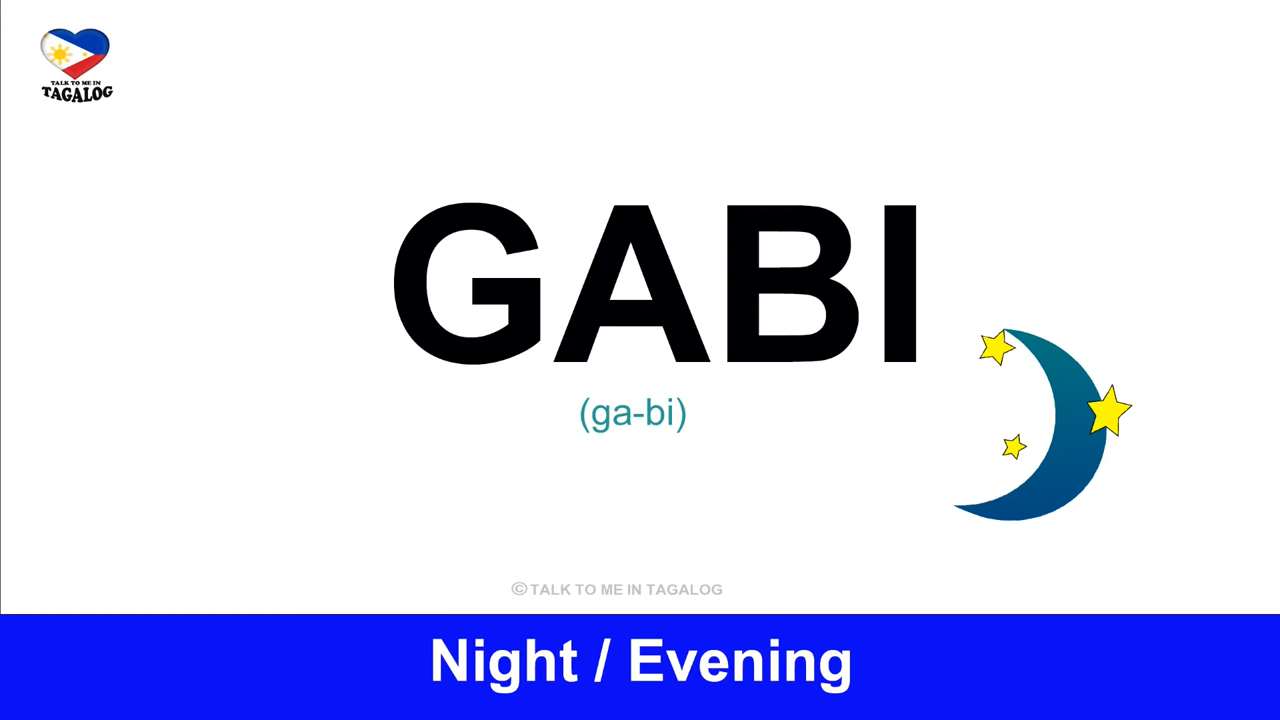 TALK TO ME IN
TAGALOG
GABI
(ga-bi)
© TALK TO ME IN TAGALOG
Night / Evening